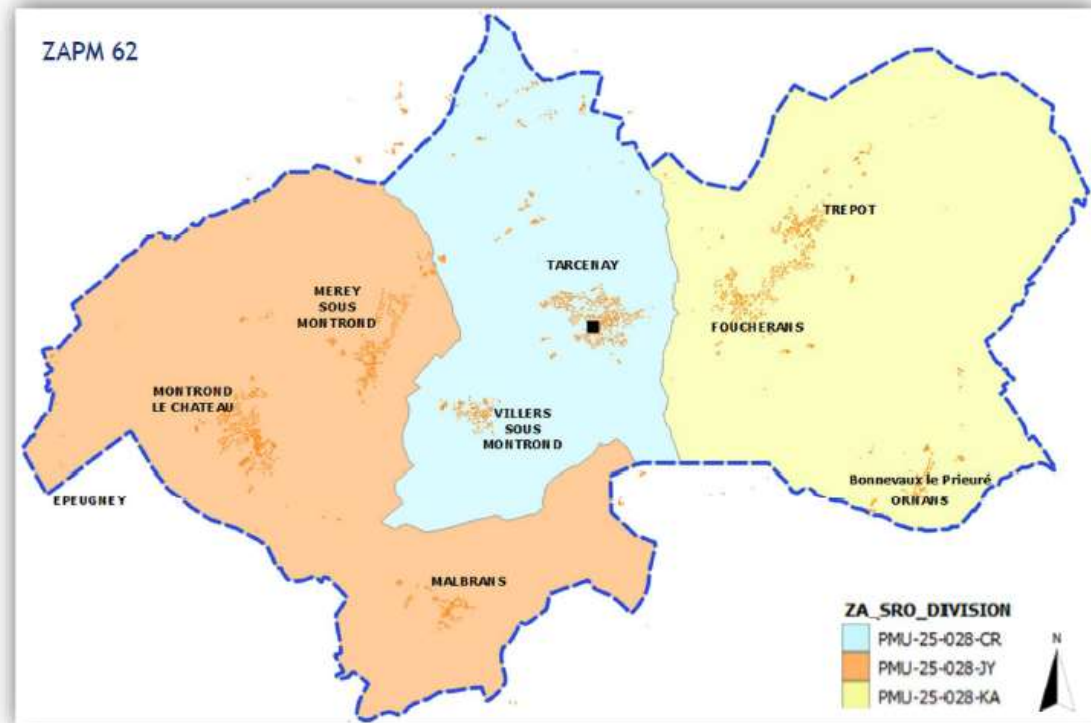 ZAPM 62
TREPOT
TARCENAY
MEREY
SOUS
MONTROND
FOUCHERANS
MONTROND
LE CHATEAU
VILLERS
SOUS
MONTROND
EPEUGNEY
Bonnevaux le Prieuré
ORNANS
MALBRANS
ZA_SRO_DIVISION
PMU-25-028-CR
PMU-25-028-JY
PMU-25-028-KA
N